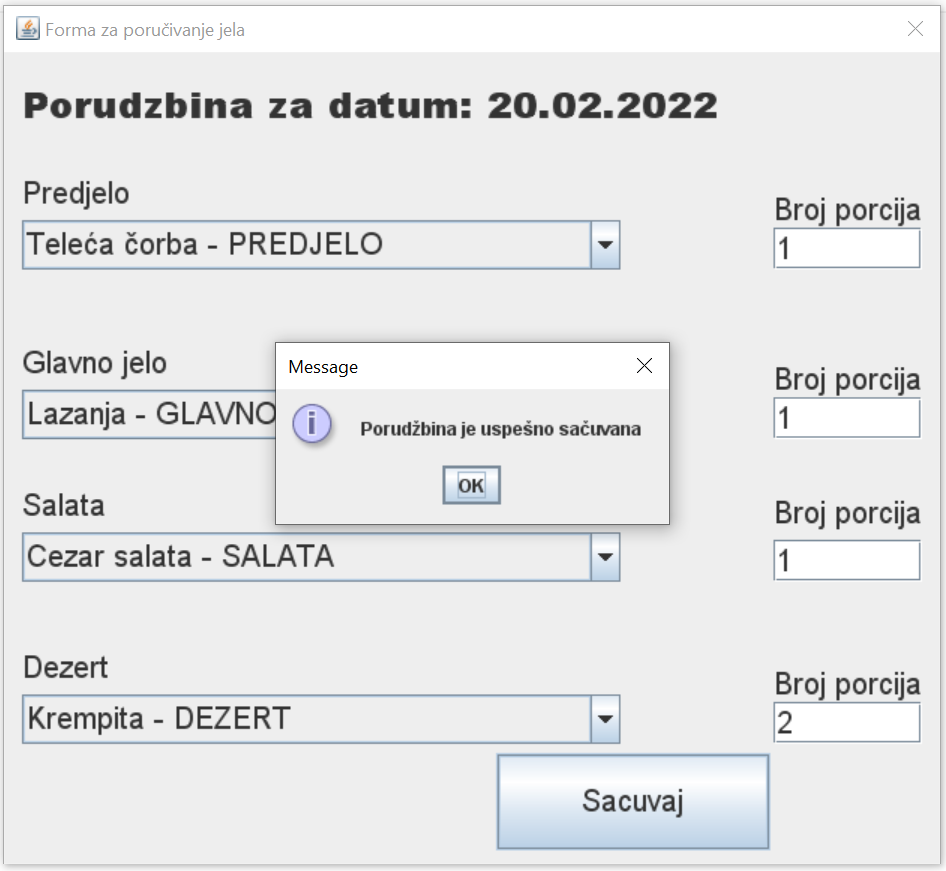 Forma za poručivanje jela
Porudzbina za datum: 20.02.2022
Predjelo
Broj porcija
Teleća čorba - PREDJELO
1
Glavno jelo
Broj porcija
Lazanja - GLAVNO
1
Message
Porudžbina je uspešno sačuvana
OK
Salata
Broj porcija
Cezar salata - SALATA
1
Dezert
Broj porcija
Krempita - DEZERT
2
Sacuvaj